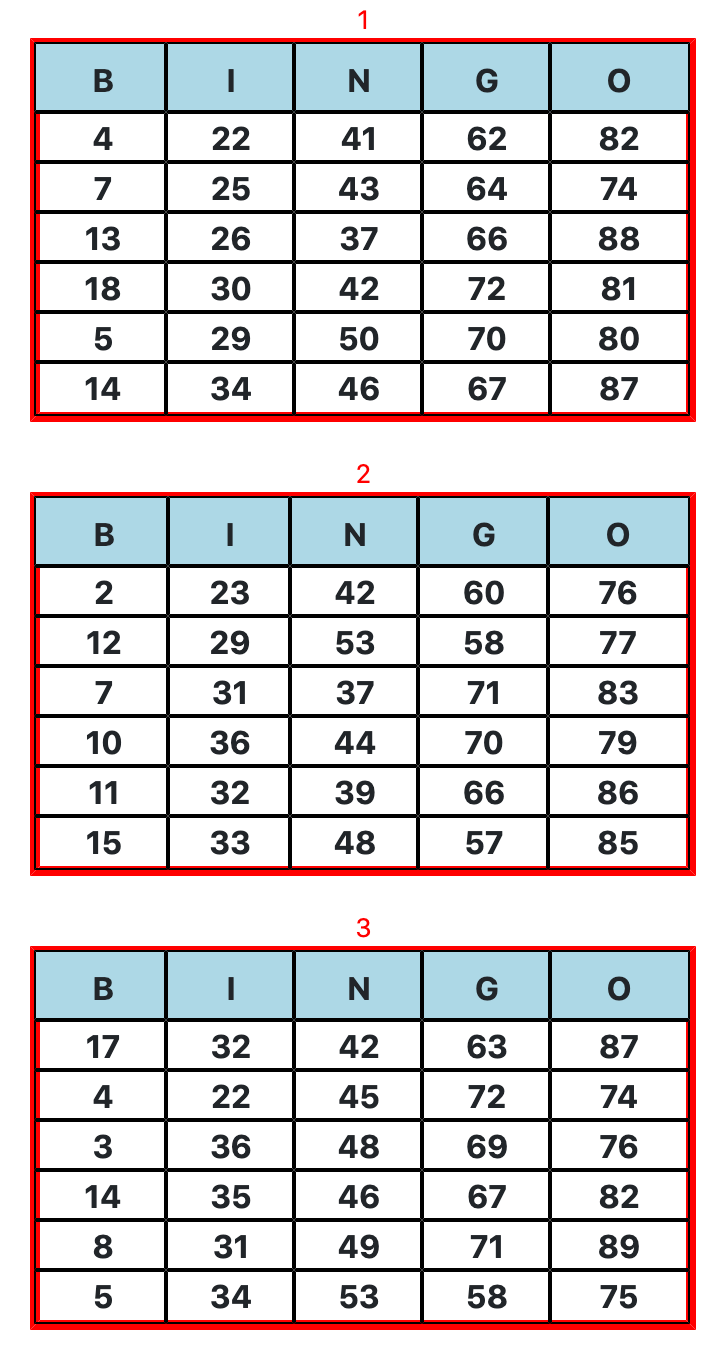 1
B I N G O
4 22 41 62 82
7 25 43 64 74
13 26 37 66 88
18 30 42 72 81
5 29 50 70 80
14 34 46 67 87
2
B I N G O
2 23 42 60 76
12 29 53 58 77
7 31 37 71 83
10 36 44 70 79
11 32 39 66 86
15 33 48 57 85
3
B I N G O
17 32 42 63 87
4 22 45 72 74
3 36 48 69 76
14 35 46 67 82
8 31 49 71 89
5 34 53 58 75